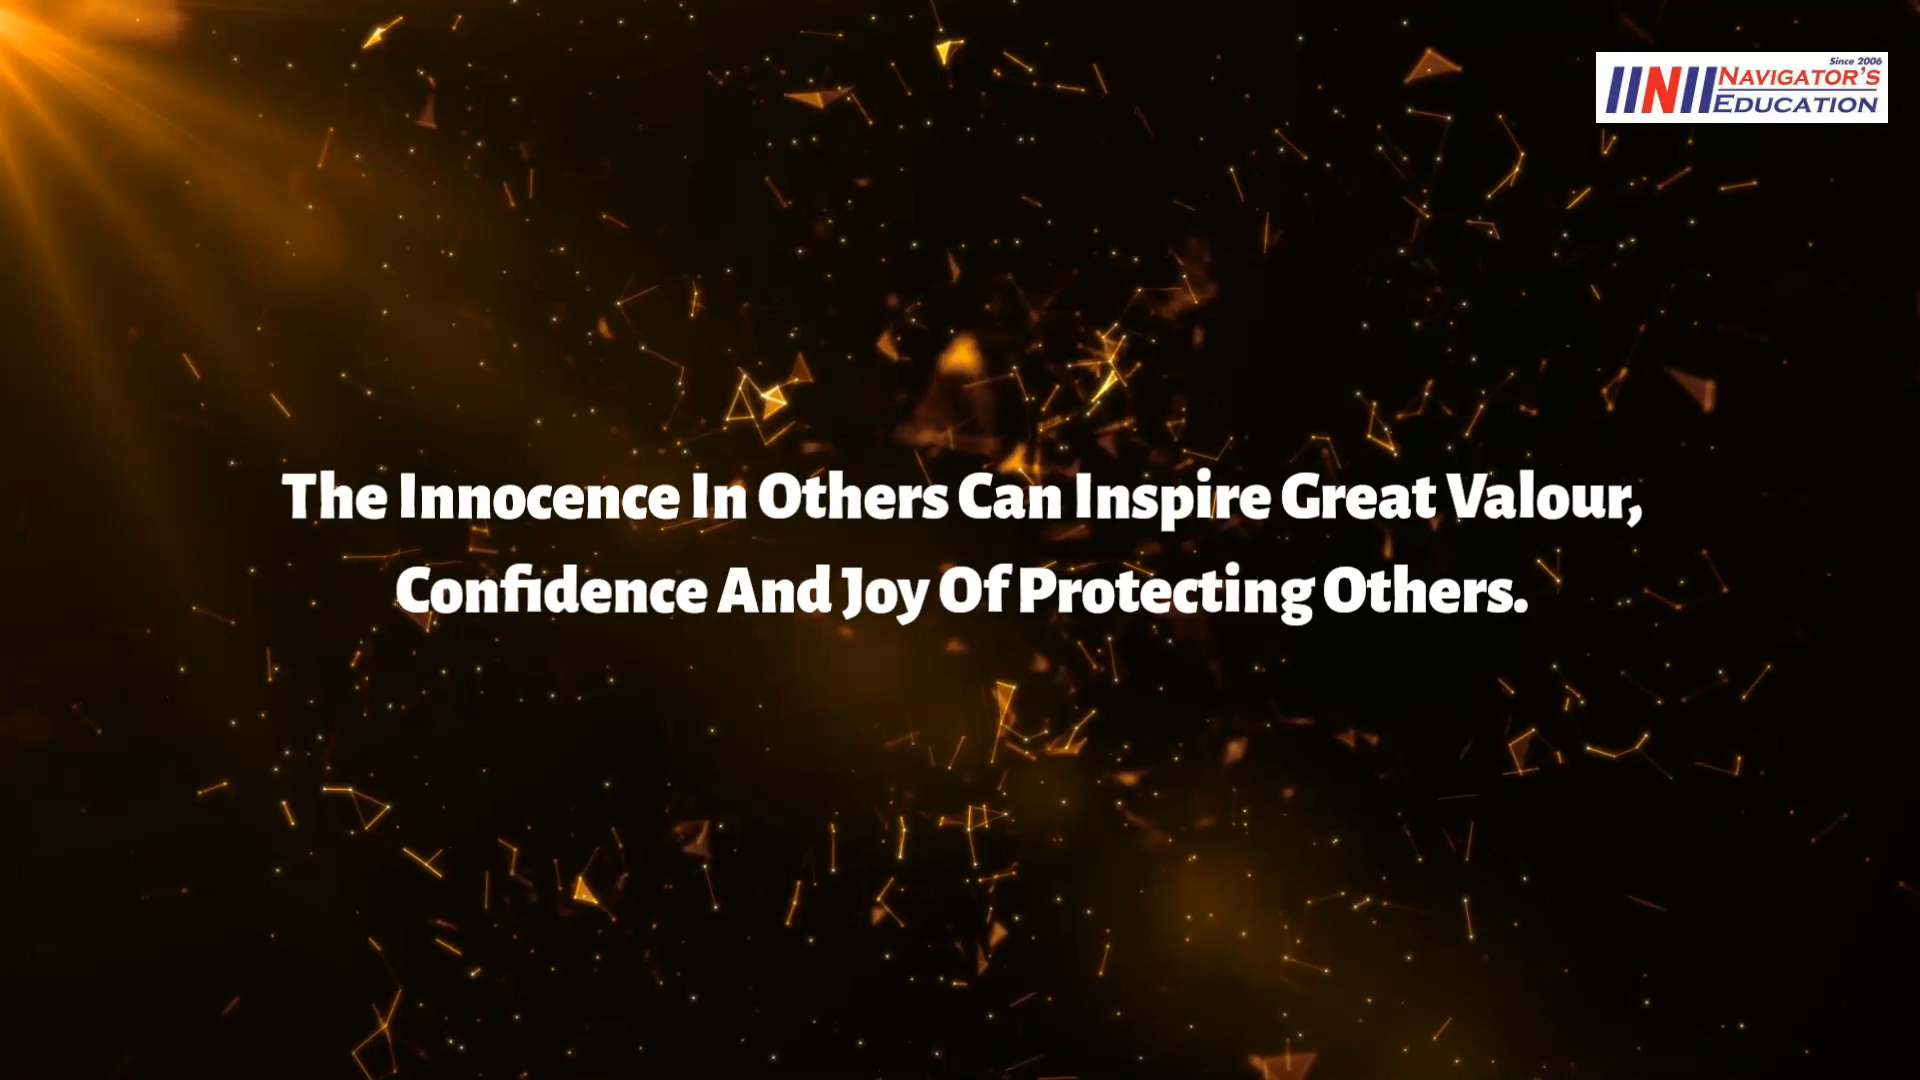 Since 2006
NAVIGATOR'S
EDUCATION
The Innocence In Others Can Inspire Great Valour,
Confidence And Joy Of Protecting Others.